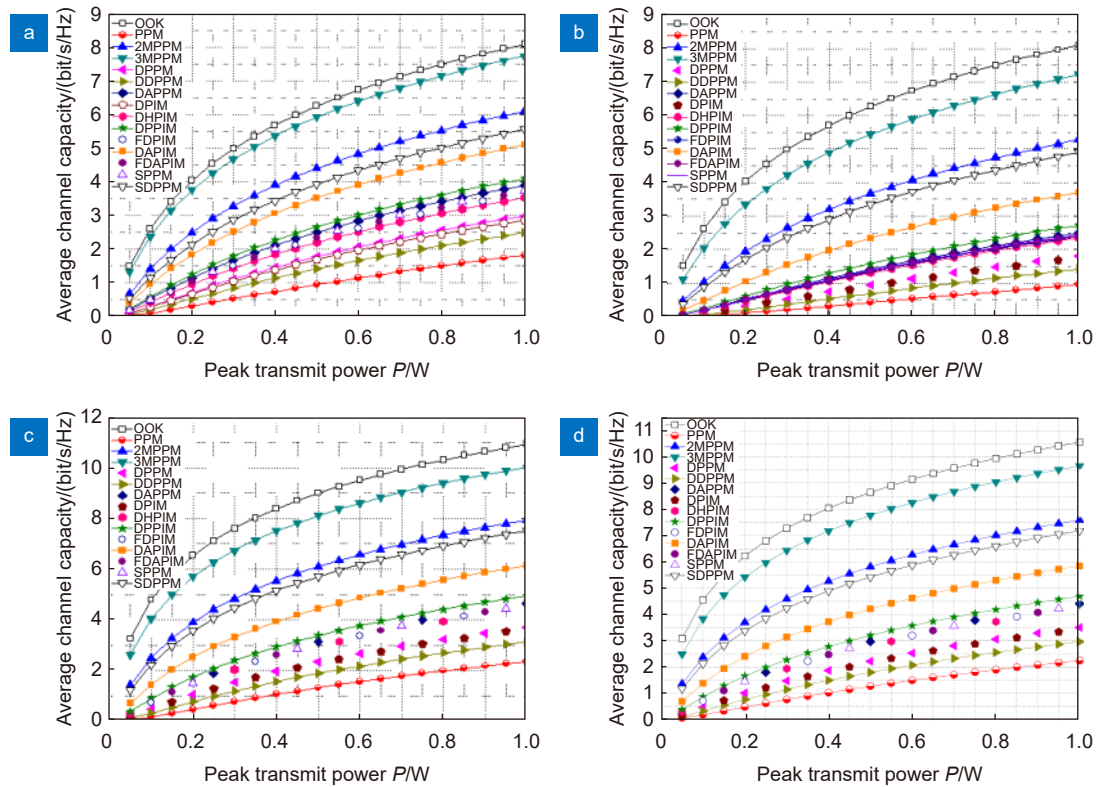 a
Average channel capacity/(bit/s/Hz)
9
8
7
6
5
4
3
2
1
0
OOK
PPM
2MPPM
3MPPM
DPPM
DDPPM
DAPPM
DPIM
DHPIM
DPPIM
FDPIM
DAPIM
FDAPIM
SPPM
SDPPM
0.2 0.4 0.6 0.8 1.0
Peak transmit power P/W
b
Average channel capacity/(bit/s/Hz)
9
8
7
6
5
4
3
2
1
0
OOK
PPM
2MPPM
3MPPM
DPPM
DDPPM
DAPPM
DPIM
DHPIM
DPPIM
FDPIM
DAPIM
FDAPIM
SPPM
SDPPM
0 0.2 0.4 0.6 0.8 1.0
Peak transmit power P/W
c
Average channel capacity/(bit/s/Hz)
12
10
8
6
4
2
0
OOK
PPM
2MPPM
3MPPM
DPPM
DDPPM
DAPPM
DPIM
DHPIM
DPPIM
FDPIM
DAPIM
FDAPIM
SPPM
SDPPM
0 0.2 0.4 0.6 0.8 1.0
Peak transmit power P/W
d
Average channel capacity/(bit/s/Hz)
11
10
9
8
7
6
5
4
3
2
1
0
OOK
PPM
2MPPM
3MPPM
DPPM
DDPPM
DAPPM
DPIM
DHPIM
DPPIM
FDPIM
DAPIM
FDAPIM
SPPM
SDPPM
0 0.2 0.4 0.6 0.8 1.0
Peak transmit power P/W